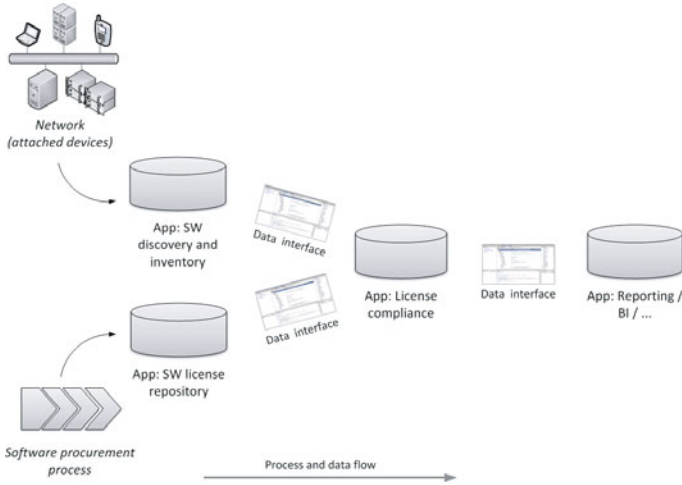 Network
(attached devices)
App: SW
discovery and
inventory
Data interface
App: SW license
repository
Data interface
App: License
compliance
Data interface
App: Reporting /
BI / ...
Software procurement
process
Process and data flow